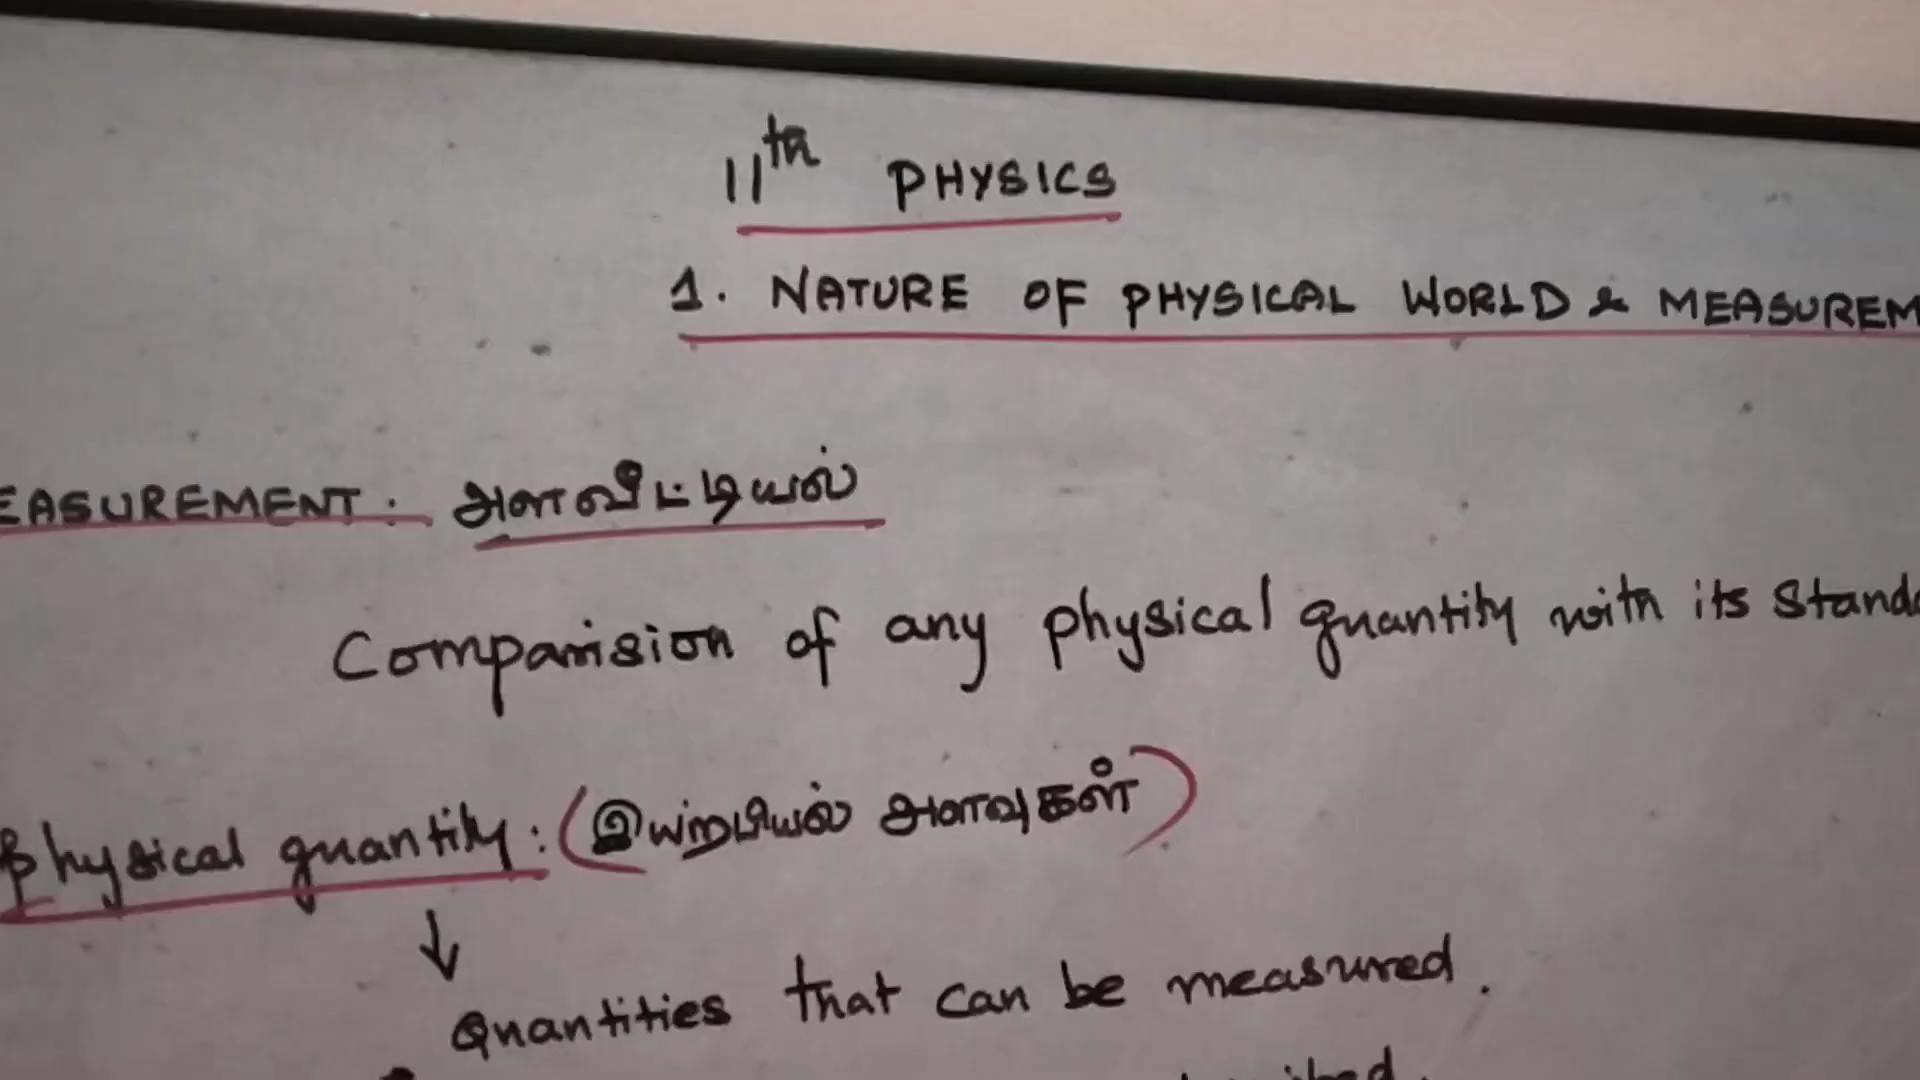 11th PHYSICS
1. NATURE OF PHYSICAL WORLD & MEASUREM
EASUREMENT: அளவீட்டியல்
Comparision of any physical quantity with its standa
Physical quantity: (இயற்பியல் அளவுகள்)
↓
Quantities that can be measured.